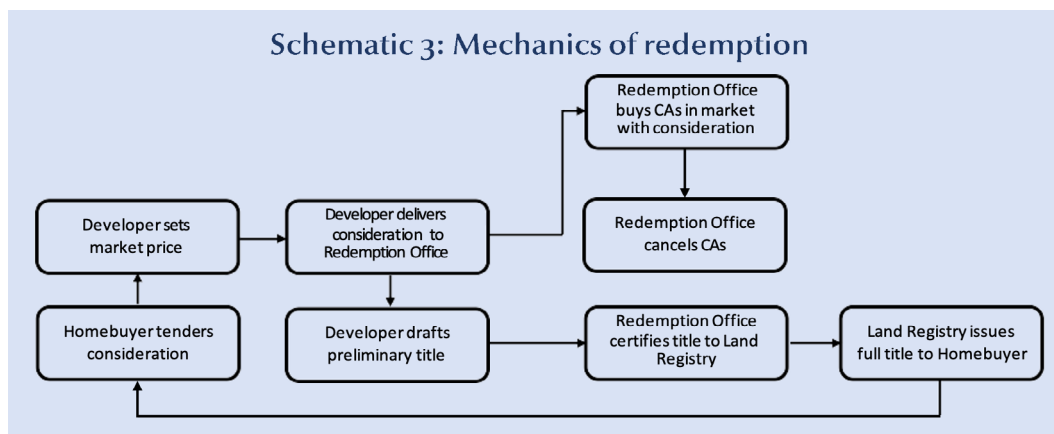 Schematic 3: Mechanics of redemption
Redemption Office
buys CAs in market
with consideration
Developer sets
market price
Developer delivers
consideration to
Redemption Office
Redemption Office
cancels CAs
Homebuyer tenders
consideration
Developer drafts
preliminary title
Redemption Office
certifies title to Land
Registry
Land Registry issues
full title to Homebuyer